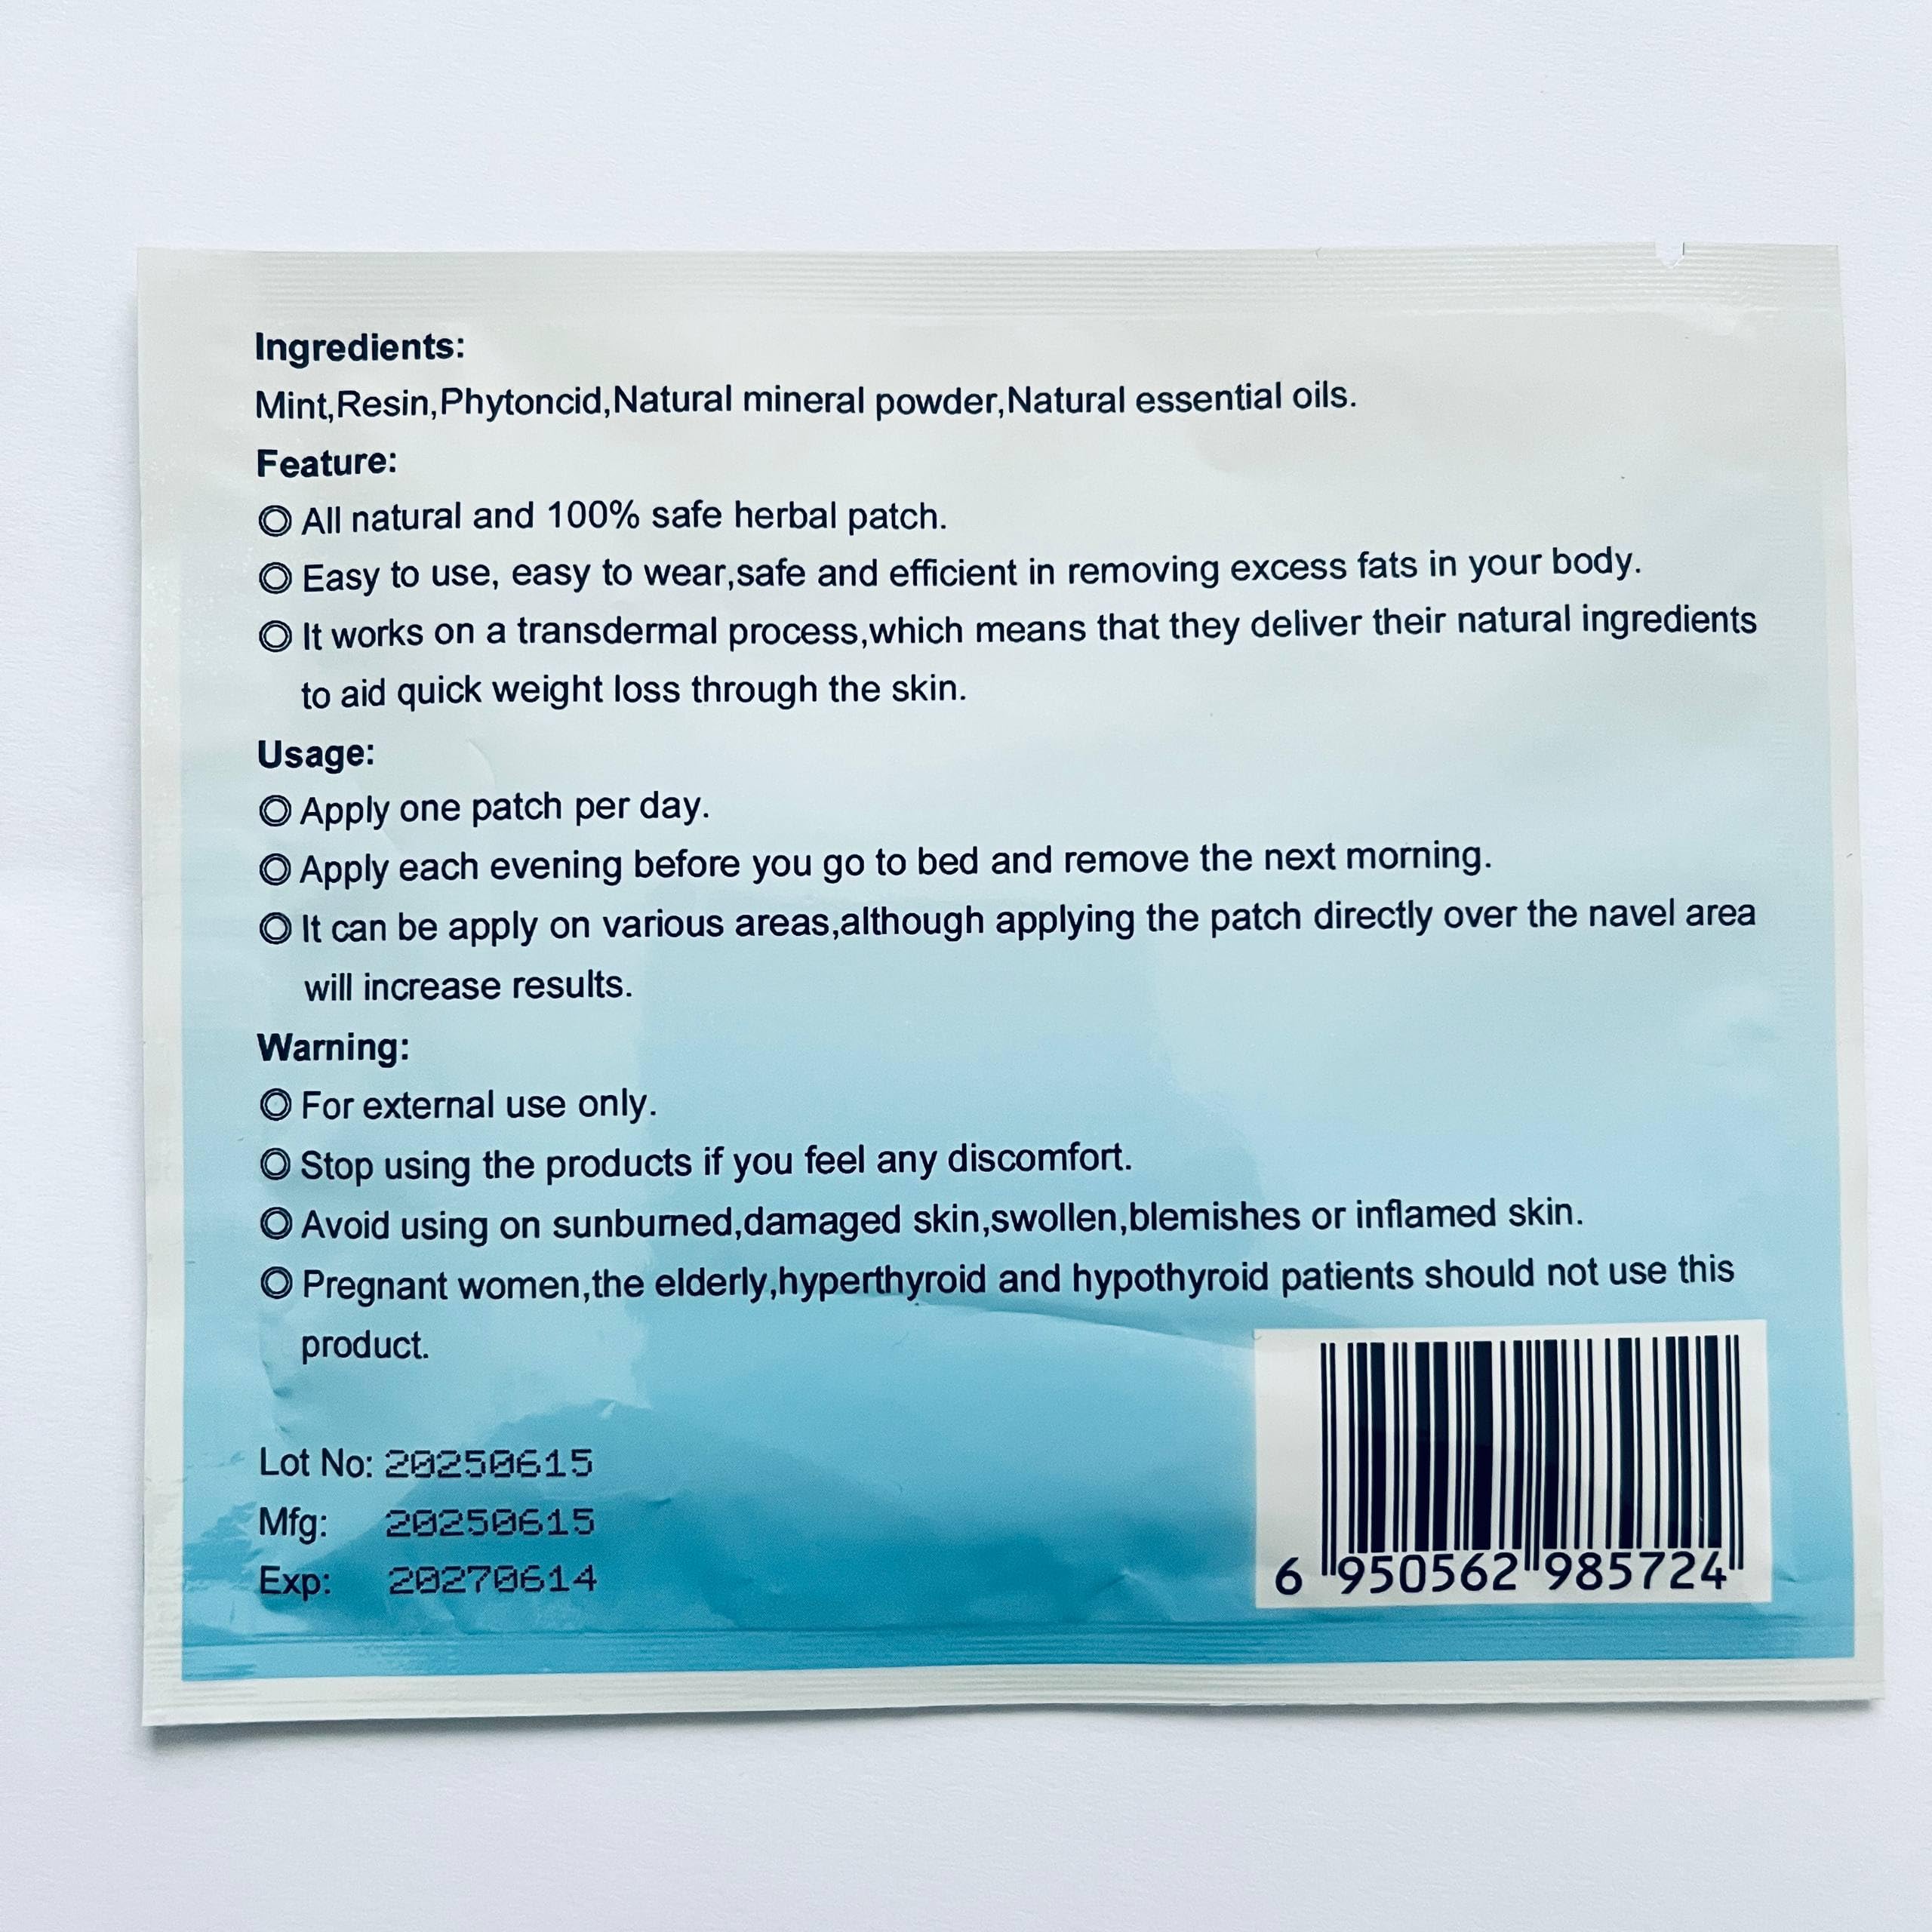 Ingredients:
Mint,Resin,Phytoncid,Natural mineral powder,Natural essential oils.
Feature:
◎ All natural and 100% safe herbal patch.
◎ Easy to use, easy to wear,safe and efficient in removing excess fats in your body.
◎ It works on a transdermal process,which means that they deliver their natural ingredients
to aid quick weight loss through the skin.
Usage:
◎ Apply one patch per day.
◎ Apply each evening before you go to bed and remove the next morning.
◎ It can be apply on various areas,although applying the patch directly over the navel area
will increase results.
Warning:
◎ For external use only.
◎ Stop using the products if you feel any discomfort.
◎ Avoid using on sunburned,damaged skin,swollen,blemishes or inflamed skin.
◎ Pregnant women,the elderly,hyperthyroid and hypothyroid patients should not use this
product.
Lot No: 20250615
Mfg: 20250615
Exp: 20270614
6 950562 985724